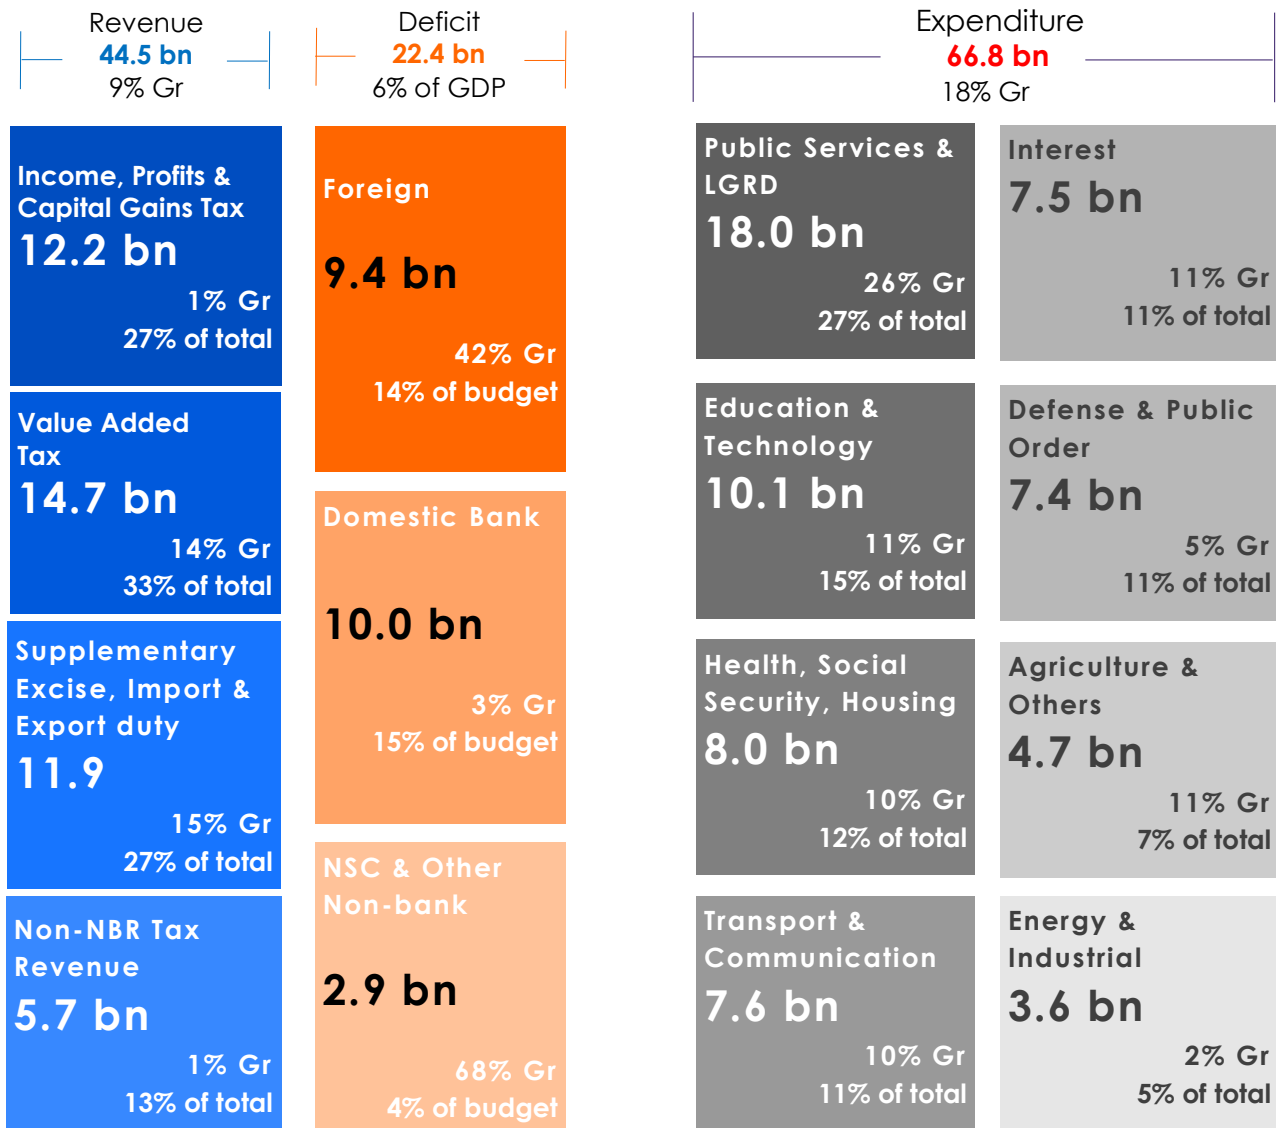 Revenue
44.5 bn
9% Gr
Deficit
22.4 bn
6% of GDP
Expenditure
66.8 bn
18% Gr
Income, Profits &
Capital Gains Tax
12.2 bn
1% Gr
27% of total
Value Added
Tax
14.7 bn
14% Gr
33% of total
Supplementary
Excise, Import &
Export duty
11.9
15% Gr
27% of total
Non-NBR Tax
Revenue
5.7 bn
1% Gr
13% of total
Foreign
9.4 bn
42% Gr
14% of budget
Domestic Bank
10.0 bn
3% Gr
15% of budget
NSC & Other
Non-bank
2.9 bn
68% Gr
4% of budget
Public Services &
LGRD
18.0 bn
26% Gr
27% of total
Education &
Technology
10.1 bn
11% Gr
15% of total
Health, Social
Security, Housing
8.0 bn
10% Gr
12% of total
Transport &
Communication
7.6 bn
10% Gr
11% of total
Interest
7.5 bn
11% Gr
11% of total
Defense & Public
Order
7.4 bn
5% Gr
11% of total
Agriculture &
Others
4.7 bn
11% Gr
7% of total
Energy &
Industrial
3.6 bn
2% Gr
5% of total